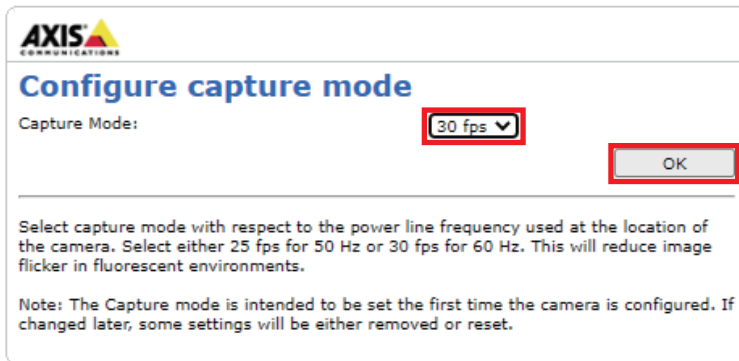 AXIS
COMMUNICATIONS
Configure capture mode
Capture Mode:
30 fps
OK
Select capture mode with respect to the power line frequency used at the location of
the camera. Select either 25 fps for 50 Hz or 30 fps for 60 Hz. This will reduce image
flicker in fluorescent environments.
Note: The Capture mode is intended to be set the first time the camera is configured. If
changed later, some settings will be either removed or reset.